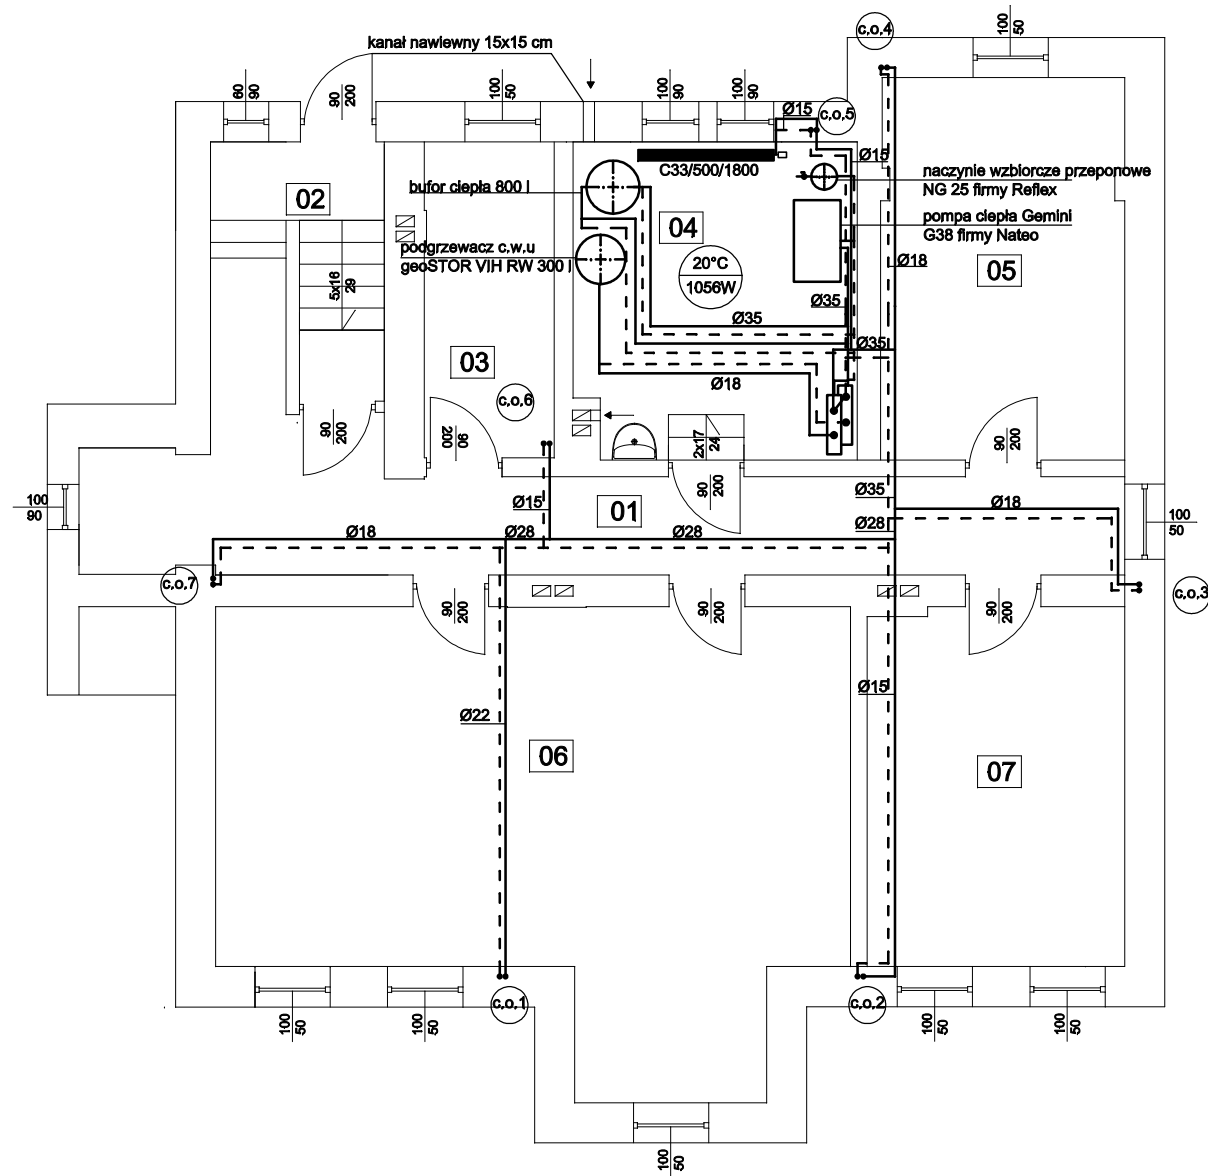 c.o.4
100
50
kanał nawiewny 15x15 cm
60
90
90
200
100
50
100
90
100
90
Ø15
c.o.5
Ø15
C33/500/1800
naczynie wzbiorcze przeponowe
NG 25 firmy Reflex
bufor ciepła 800 l
02
04
pompa ciepła Gemini
G38 firmy Nateo
podgrzewacz c.w.u
geoSTOR VIH RW 300 l
20°C
1056W
Ø18
05
5x16
29
Ø35
Ø35
Ø35
03
Ø18
c.o.6
90
200
90
200
2x17
24
90
200
90
200
100
90
Ø15
01
Ø35
Ø18
Ø28
100
50
Ø18
Ø28
Ø28
c.o.7
c.o.3
90
200
90
200
90
200
Ø15
Ø22
06
07
c.o.1
c.o.2
100
50
100
50
100
50
100
50
100
50